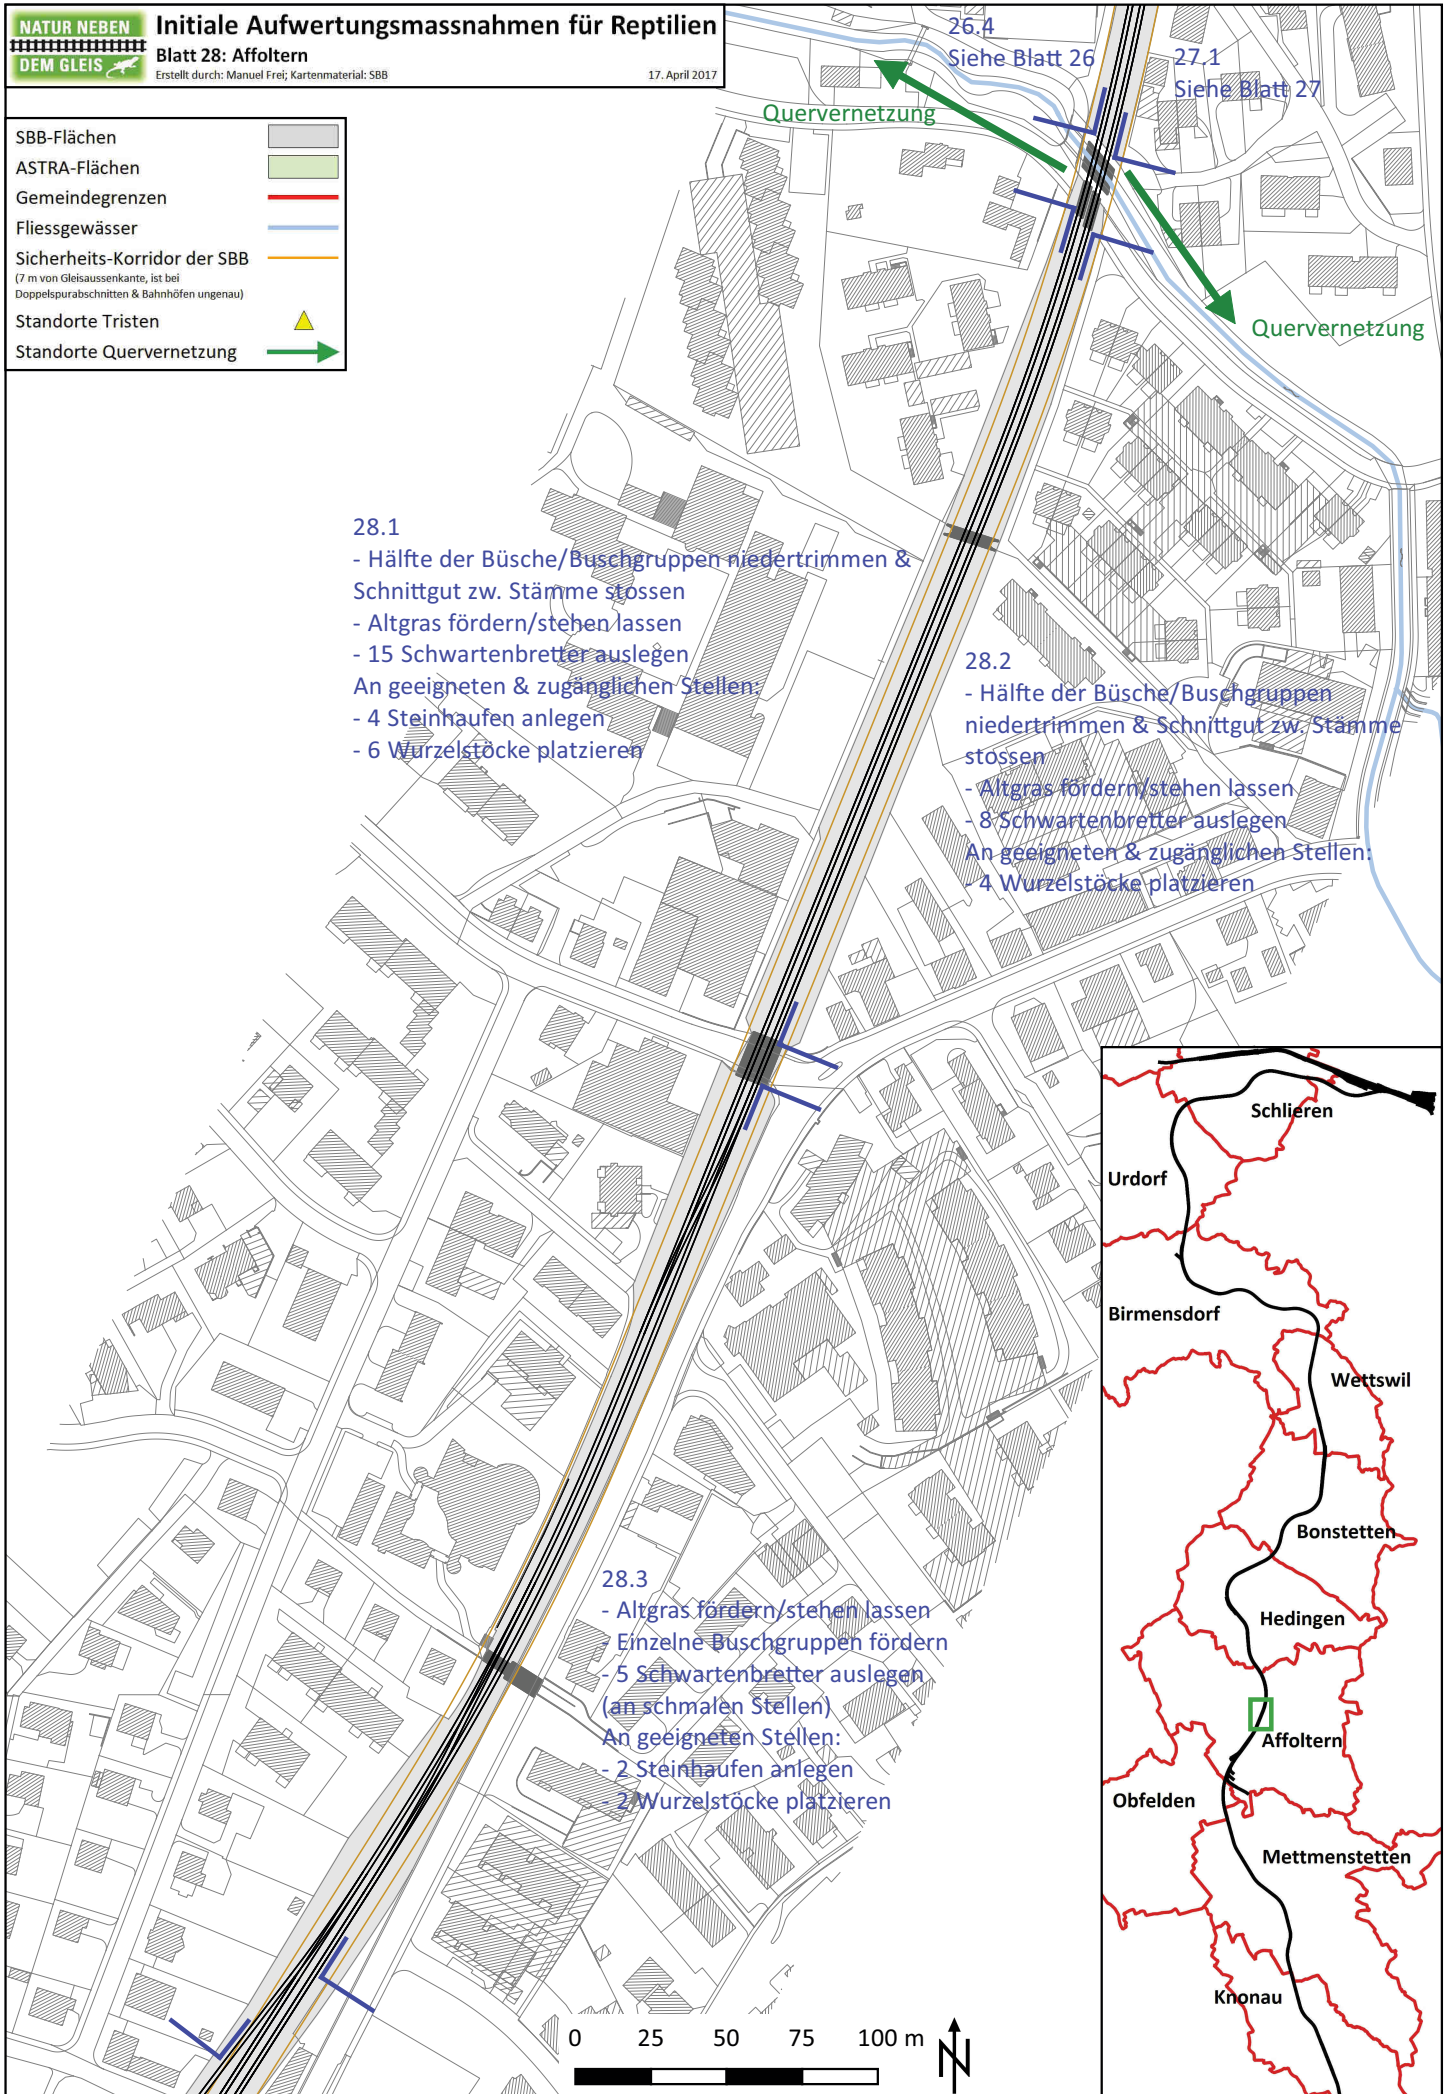 NATUR NEBEN
DEM GLEIS
Initiale Aufwertungsmassnahmen für Reptilien
Blatt 28: Affoltern
Erstellt durch: Manuel Frei; Kartenmaterial: SBB
17. April 2017
SBB-Flächen
ASTRA-Flächen
Gemeindegrenzen
Fliessgewässer
Sicherheits-Korridor der SBB
(7 m von Gleisaussenkante, ist bei
Doppelspurabschnitten & Bahnhöfen ungenau)
Standorte Tristen
Standorte Quervernetzung
26.4
Siehe Blatt 26
27.1
Siehe Blatt 27
Quervernetzung
Quervernetzung
28.1
- Hälfte der Büsche/Buschgruppen niedertrimmen &
Schnittgut zw. Stämme stossen
- Altgras fördern/stehen lassen
- 15 Schwartenbretter auslegen
An geeigneten & zugänglichen Stellen:
- 4 Steinhaufen anlegen
- 6 Wurzelstöcke platzieren
28.2
- Hälfte der Büsche/Buschgruppen
niedertrimmen & Schnittgut zw. Stämme
stossen
- Altgras fördern/stehen lassen
- 8 Schwartenbretter auslegen
An geeigneten & zugänglichen Stellen:
- 4 Wurzelstöcke platzieren
28.3
- Altgras fördern/stehen lassen
- Einzelne Buschgruppen fördern
- 5 Schwartenbretter auslegen
(an schmalen Stellen)
An geeigneten Stellen:
- 2 Steinhaufen anlegen
- 2 Wurzelstöcke platzieren
Schlieren
Urdorf
Birmensdorf
Wettswil
Bonstetten
Hedingen
Affoltern
Obfelden
Mettmenstetten
Knonau
0 25 50 75 100 m
N